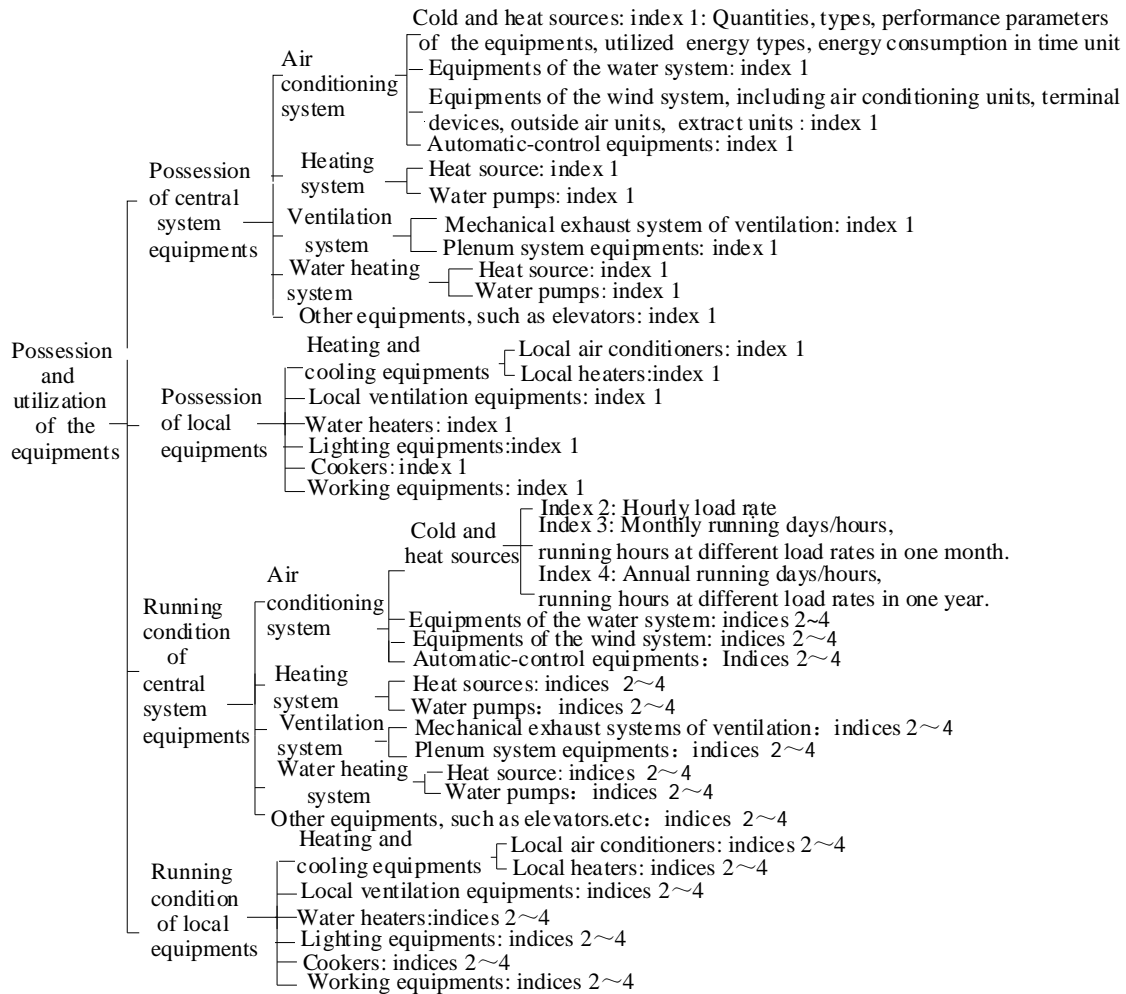 Cold and heat sources: index 1: Quantities, types, performance parameters
of the equipments, utilized energy types, energy consumption in time unit
Air
conditioning
system
Equipments of the water system: index 1
Equipments of the wind system, including air conditioning units, terminal
devices, outside air units, extract units : index 1
Automatic-control equipments: index 1
Possession
of central
system
equipments
Heating
system
Heat source: index 1
Water pumps: index 1
Ventilation
system
Mechanical exhaust system of ventilation: index 1
Plenum system equipments: index 1
Water heating
system
Heat source: index 1
Water pumps: index 1
Other equipments, such as elevators: index 1
Possession
and
utilization
of the
equipments
Possession
of local
equipments
Heating and
cooling equipments
Local air conditioners: index 1
Local heaters:index 1
Local ventilation equipments: index 1
Water heaters: index 1
Lighting equipments:index 1
Cookers: index 1
Working equipments: index 1
Running
condition
of
central
system
equipments
Air
conditioning
system
Cold and
heat sources
Index 2: Hourly load rate
Index 3: Monthly running days/hours,
running hours at different load rates in one month.
Index 4: Annual running days/hours,
running hours at different load rates in one year.
Equipments of the water system: indices 2~4
Equipments of the wind system: indices 2～4
Automatic-control equipments： Indices 2～4
Heating
system
Heat sources: indices 2～4
Water pumps: indices 2～4
Ventilation
system
Mechanical exhaust systems of ventilation：indices 2～4
Plenum system equipments：indices 2～4
Water heating
system
Heat source: indices 2～4
Water pumps： indices 2～4
Other equipments, such as elevators.etc：indices 2～4
Running
condition
of local
equipments
Heating and
cooling equipments
Local air conditioners: indices 2～4
Local heaters: indices 2～4
Local ventilation equipments: indices 2～4
Water heaters:indices 2～4
Lighting equipments: indices 2～4
Cookers: indices 2～4
Working equipments: indices 2～4